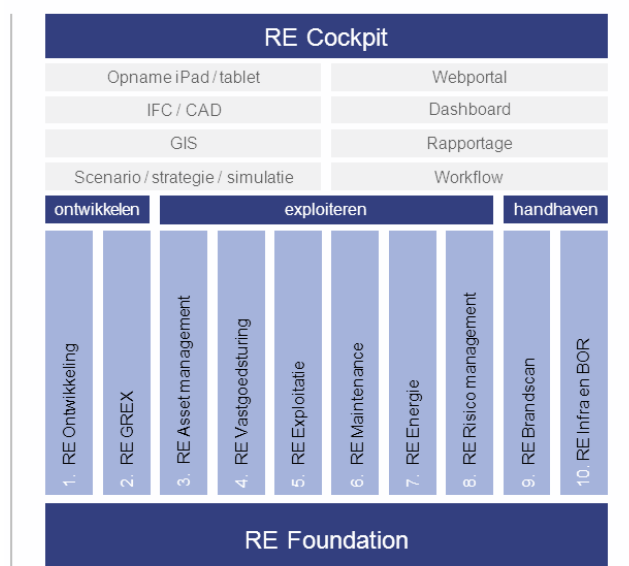 RE Cockpit
Opname iPad / tablet
Webportal
IFC / CAD
Dashboard
GIS
Rapportage
Scenario / strategie / simulatie
Workflow
ontwikkelen
exploiteren
handhaven
1. RE Ontwikkeling
2. RE GREX
3. RE Asset management
4. RE Vastgoedsturing
5. RE Exploitatie
6. RE Maintenance
7. RE Energie
8. RE Risico management
9. RE Brandscan
10. RE Infra en BOR
RE Foundation